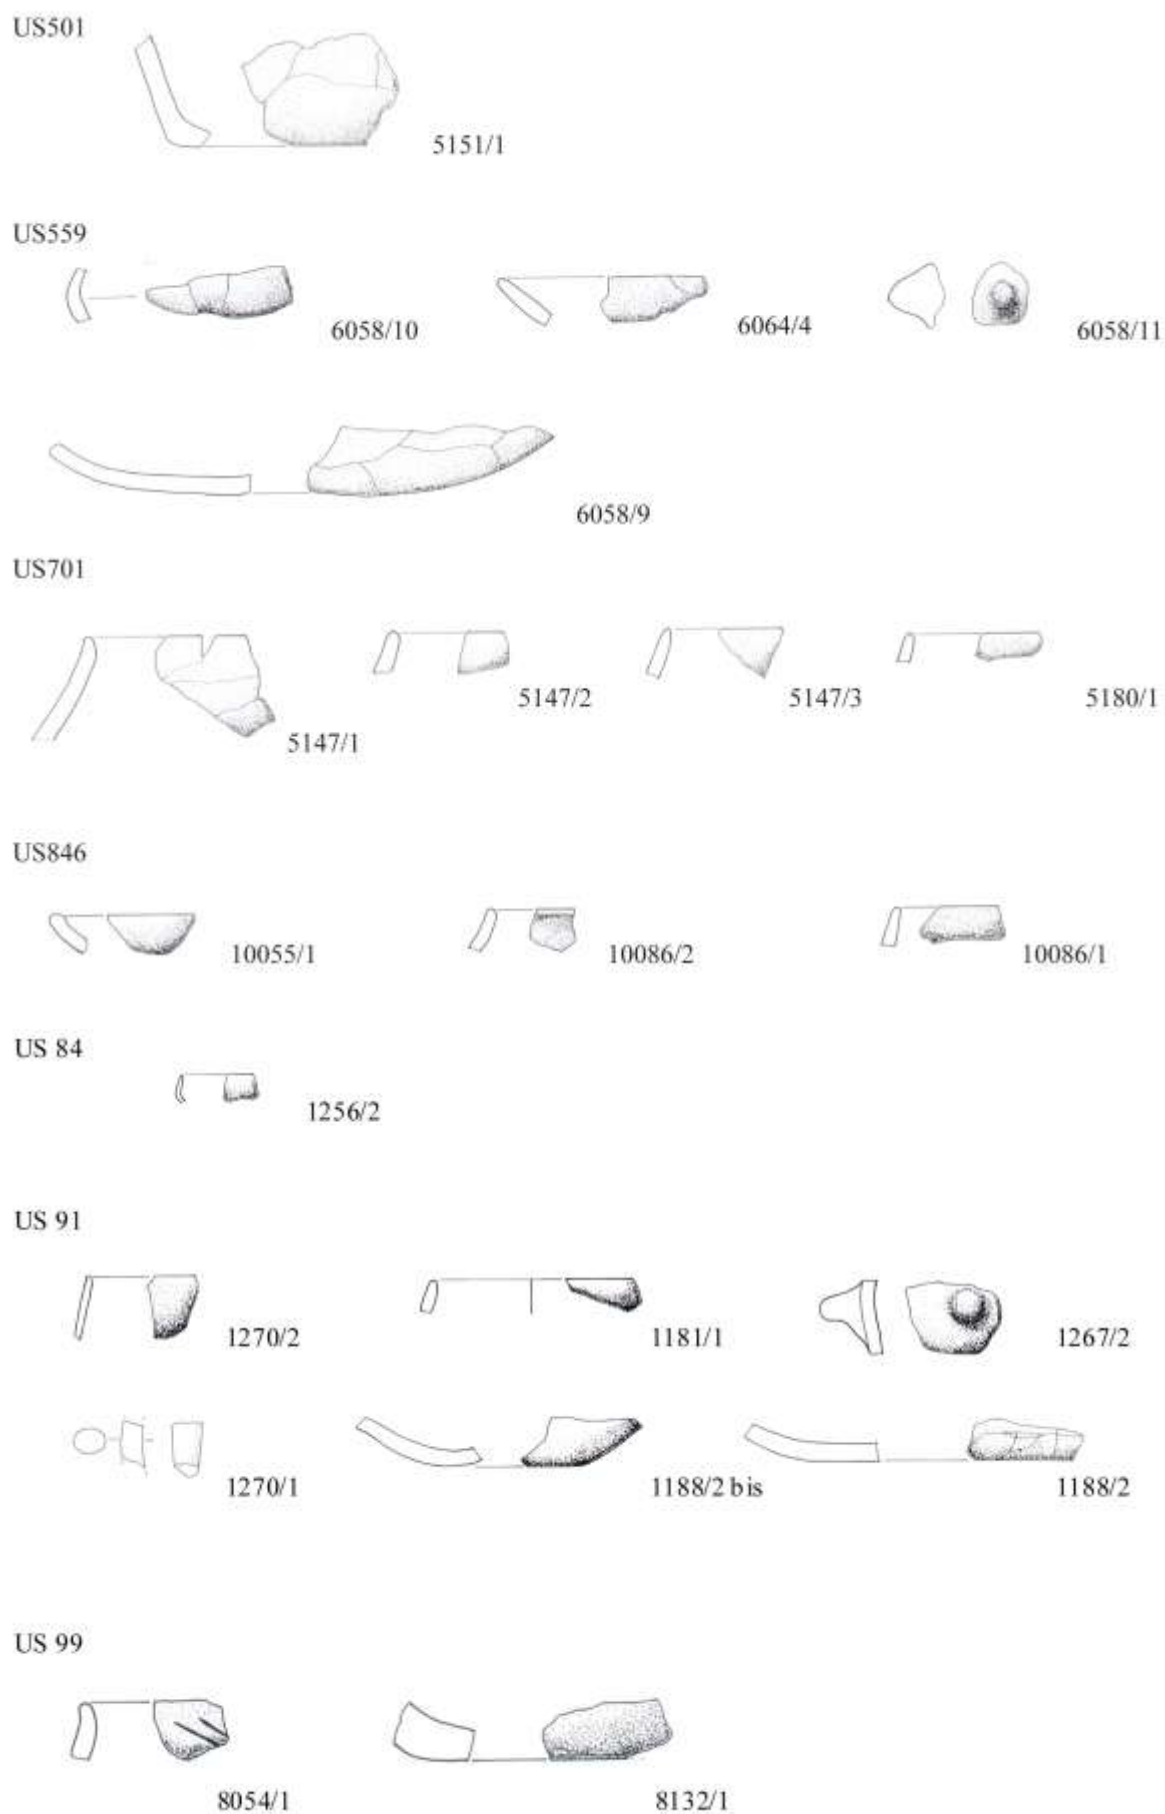 US501
5151/1
US559
6058/10 6064/4 6058/11
6058/9
US701
5147/2 5147/3 5180/1
5147/1
US846
10055/1 10086/2 10086/1
US 84
1256/2
US 91
1270/2 1181/1 1267/2
1270/1 1188/2 bis 1188/2
US 99
8054/1 8132/1